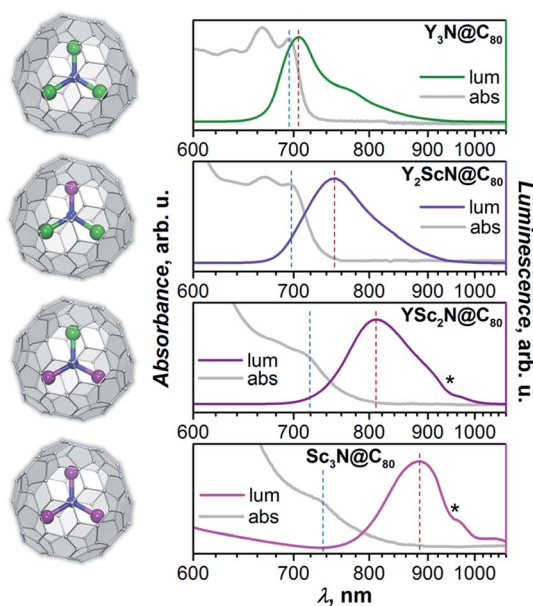 Y₃N@C₈₀
lum
abs
600 700 800 900 1000
Y₂ScN@C₈₀
lum
abs
600 700 800 900 1000
YSc₂N@C₈₀
lum
abs
*
600 700 800 900 1000
Sc₃N@C₈₀
lum
abs
*
600 700 800 900 1000
λ, nm
Absorbance, arb. u.
Luminescence, arb. u.